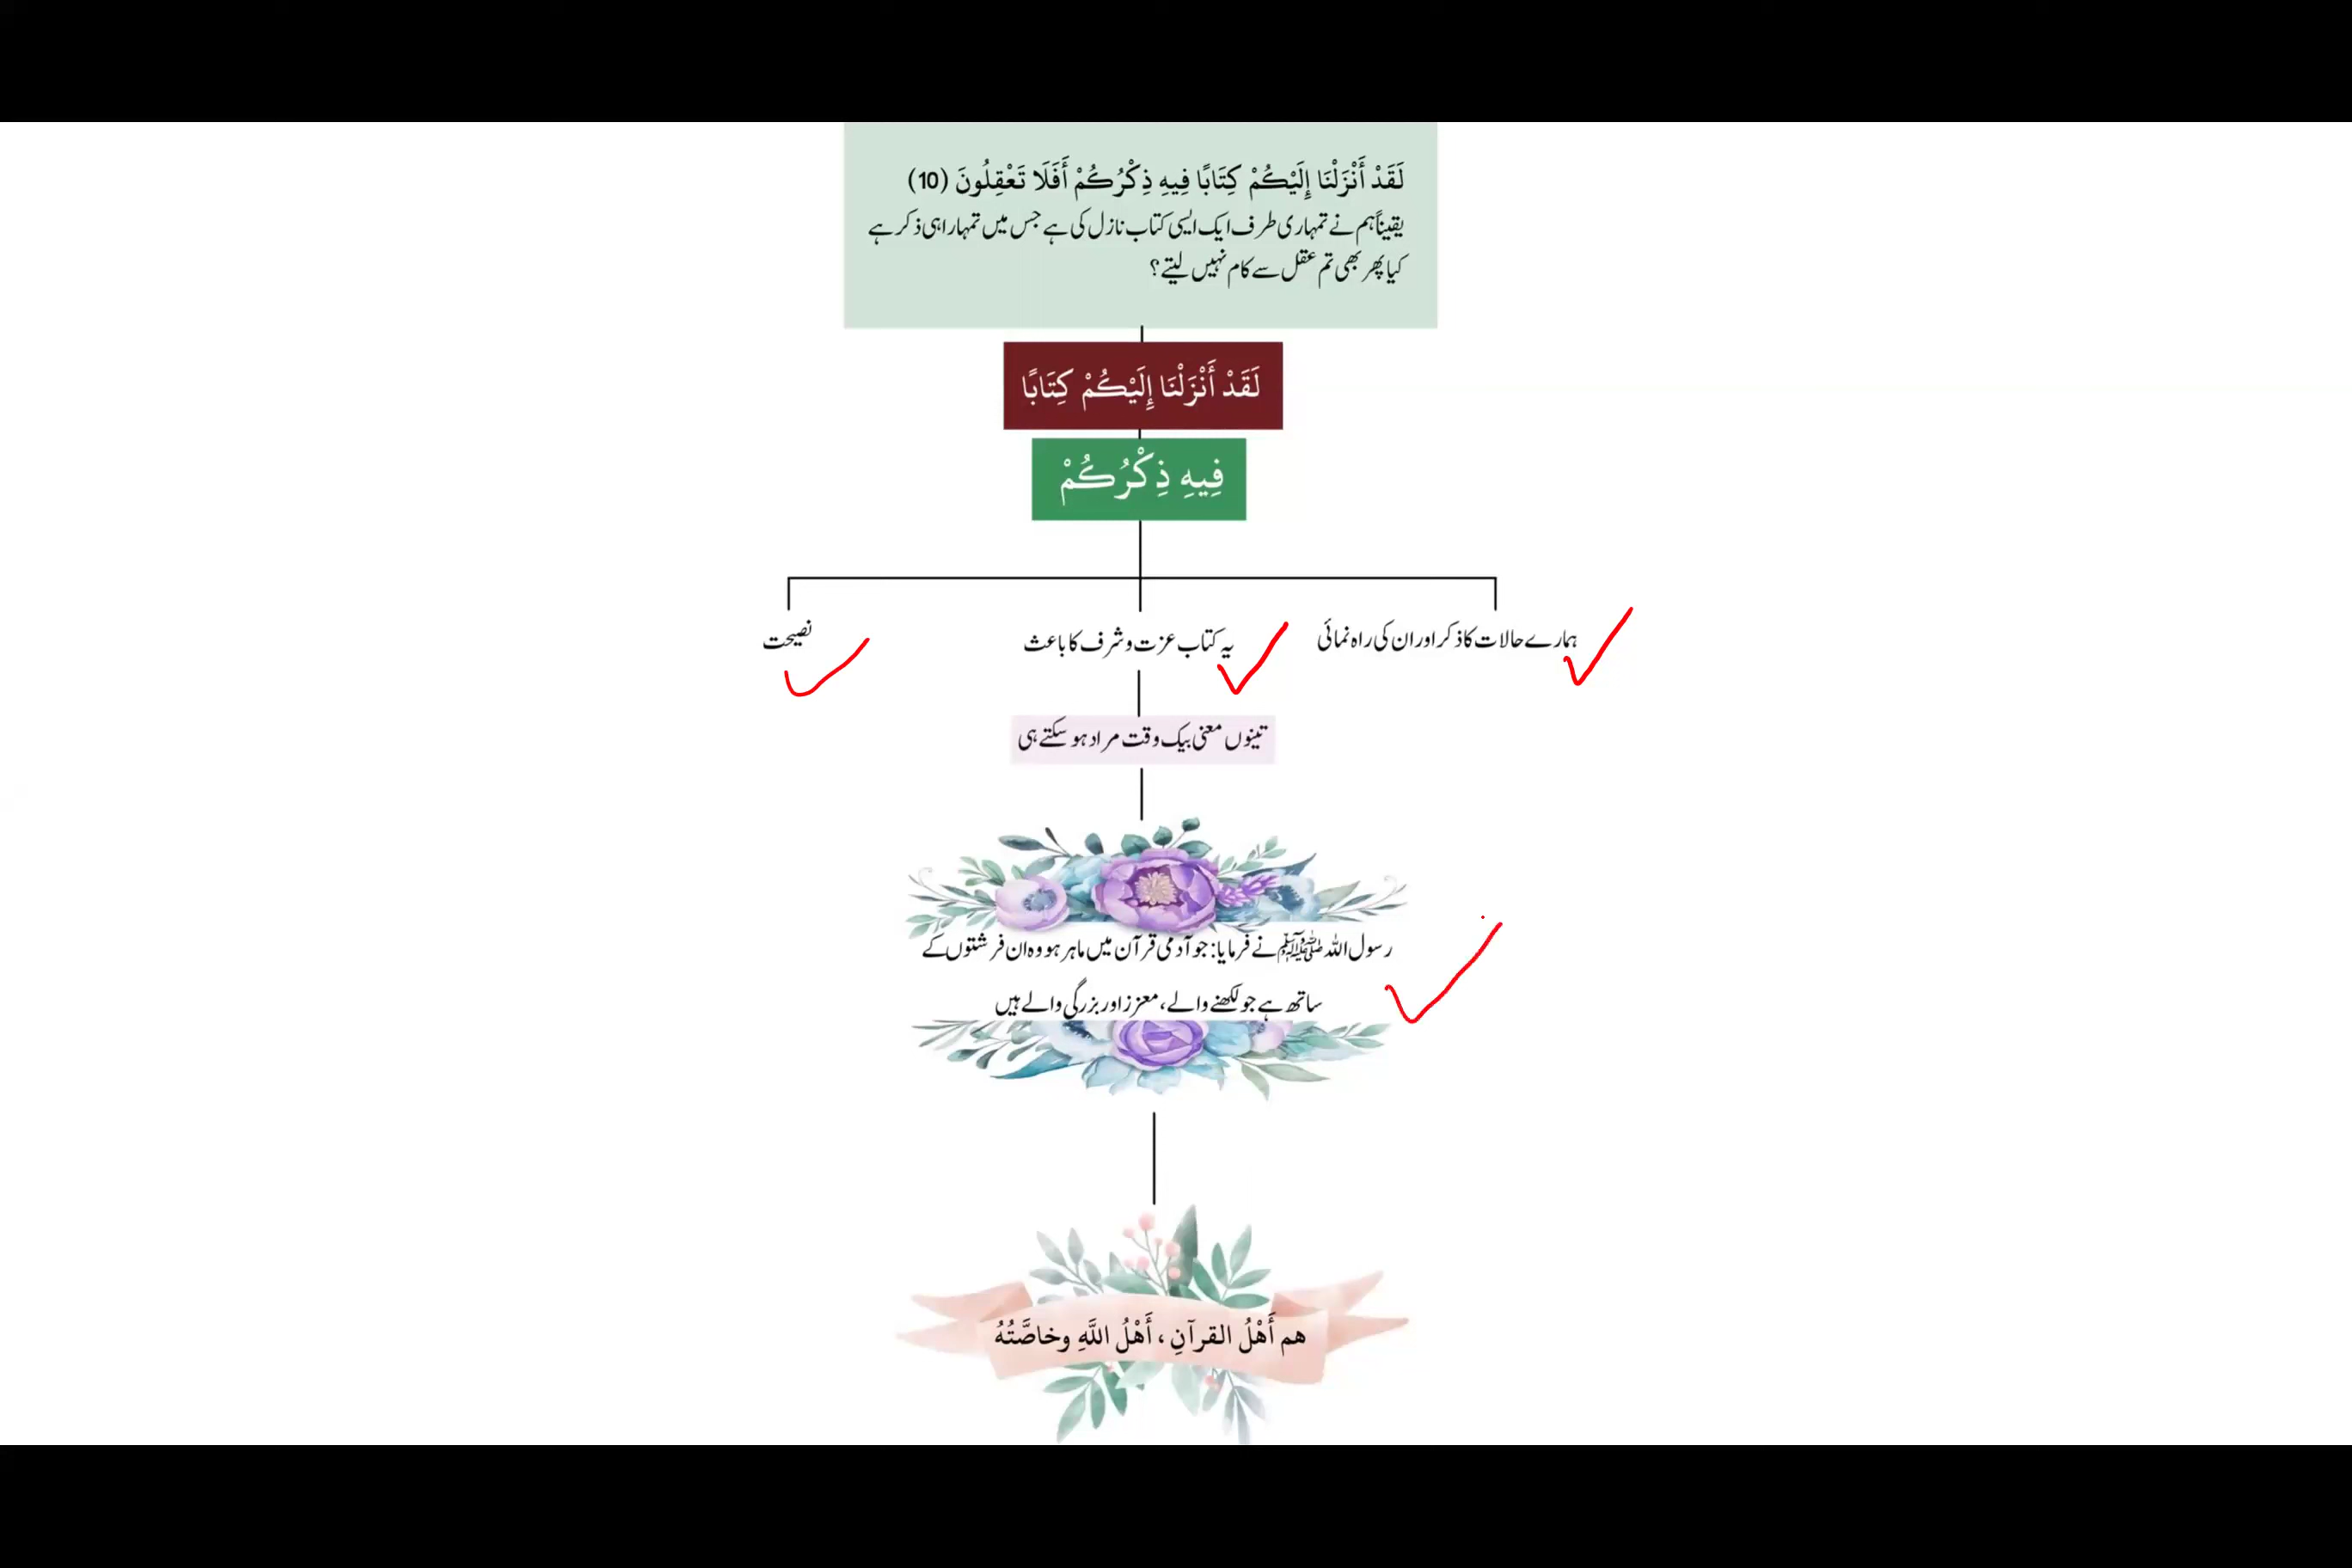 لَقَدْ أَنْزَلْنَا إِلَيْكُمْ كِتَابًا فِيهِ ذِكْرُكُمْ أَفَلَا تَعْقِلُونَ (10)
یقیناً ہم نے تمہاری طرف ایک ایسی کتاب نازل کی ہے جس میں تمہارا ہی ذکر ہے
کیا پھر بھی تم عقل سے کام نہیں لیتے؟
لَقَدْ أَنْزَلْنَا إِلَيْكُمْ كِتَابًا
فِيهِ ذِكْرُكُمْ
ہمارے حالات کا ذکر اور ان کی راہ نمائی
یہ کتاب عزت و شرف کا باعث
نصیحت
تینوں معنی بیک وقت مراد ہو سکتے ہی
رسول اللہ ﷺ نے فرمایا: جو آدمی قرآن میں ماہر ہو وہ ان فرشتوں کے
ساتھ ہے جو لکھنے والے، معزز اور بزرگی والے ہیں
هم أَهْلُ القرآنِ ، أَهْلُ اللَّهِ وخاصَّتُهُ